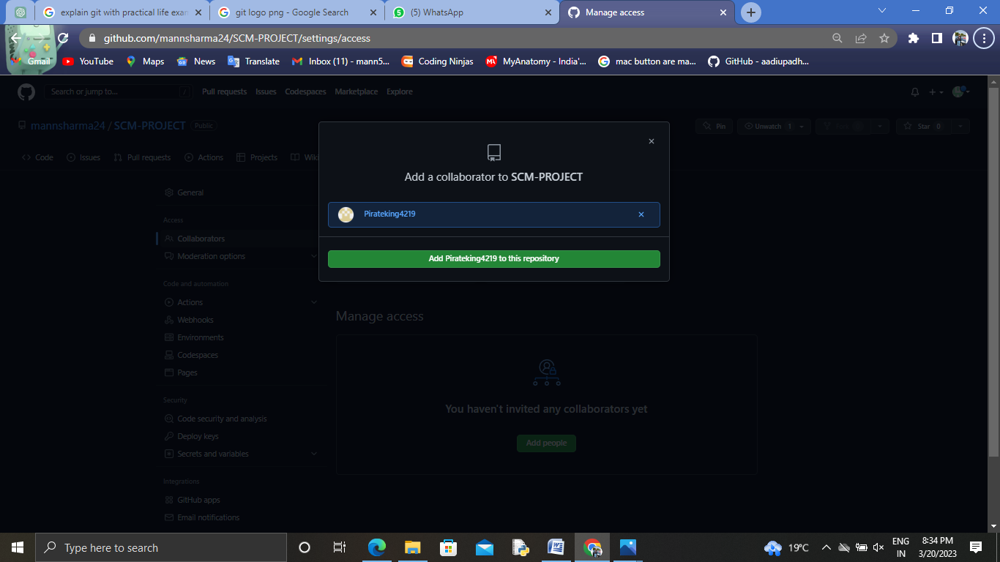 explain git with practical life exan
git logo png - Google Search
(5) WhatsApp
Manage access
github.com/mannsharma24/SCM-PROJECT/settings/access
Gmail YouTube Maps News Translate Inbox (11) - mann5... Coding Ninjas MyAnatomy - India'... mac button are ma... GitHub - aadiupadh...
Search or jump to... /
Pull requests Issues Codespaces Marketplace Explore
mannsharma24 / SCM-PROJECT Public
Pin Unwatch 1 Fork Star 0
Code Issues Pull requests Actions Projects Wiki
Add a collaborator to SCM-PROJECT
Pirateking4219
Add Pirateking4219 to this repository
General
Access
Collaborators
Moderation options
Code and automation
Actions
Webhooks
Environments
Codespaces
Pages
Security
Code security and analysis
Deploy keys
Secrets and variables
Integrations
GitHub apps
Email notifications
Manage access
You haven't invited any collaborators yet
Add people
Type here to search
19°C
ENG
IN
8:34 PM
3/20/2023